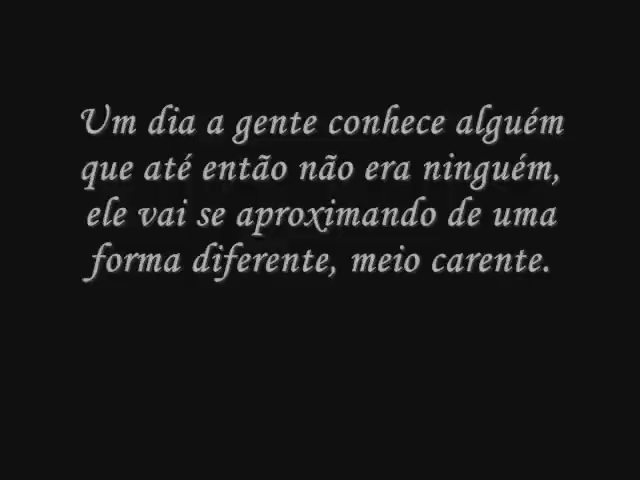 Um dia a gente conhece alguém
que até então não era ninguém,
ele vai se aproximando de uma
forma diferente, meio carente.